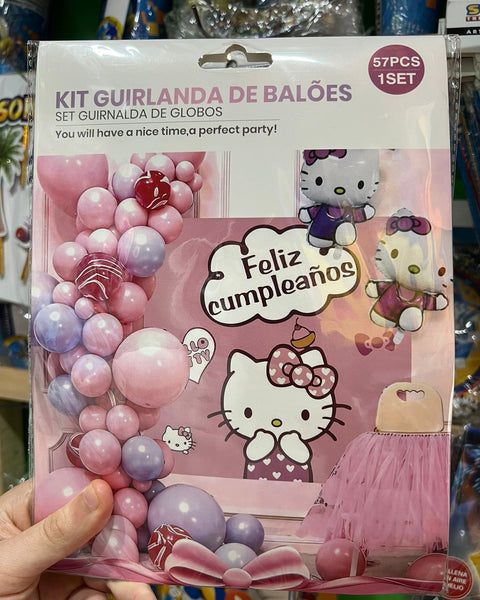 57PCS
1SET
KIT GUIRLANDA DE BALÕES
SET GUIRNALDA DE GLOBOS
You will have a nice time,a perfect party!
Feliz
cumpleaños